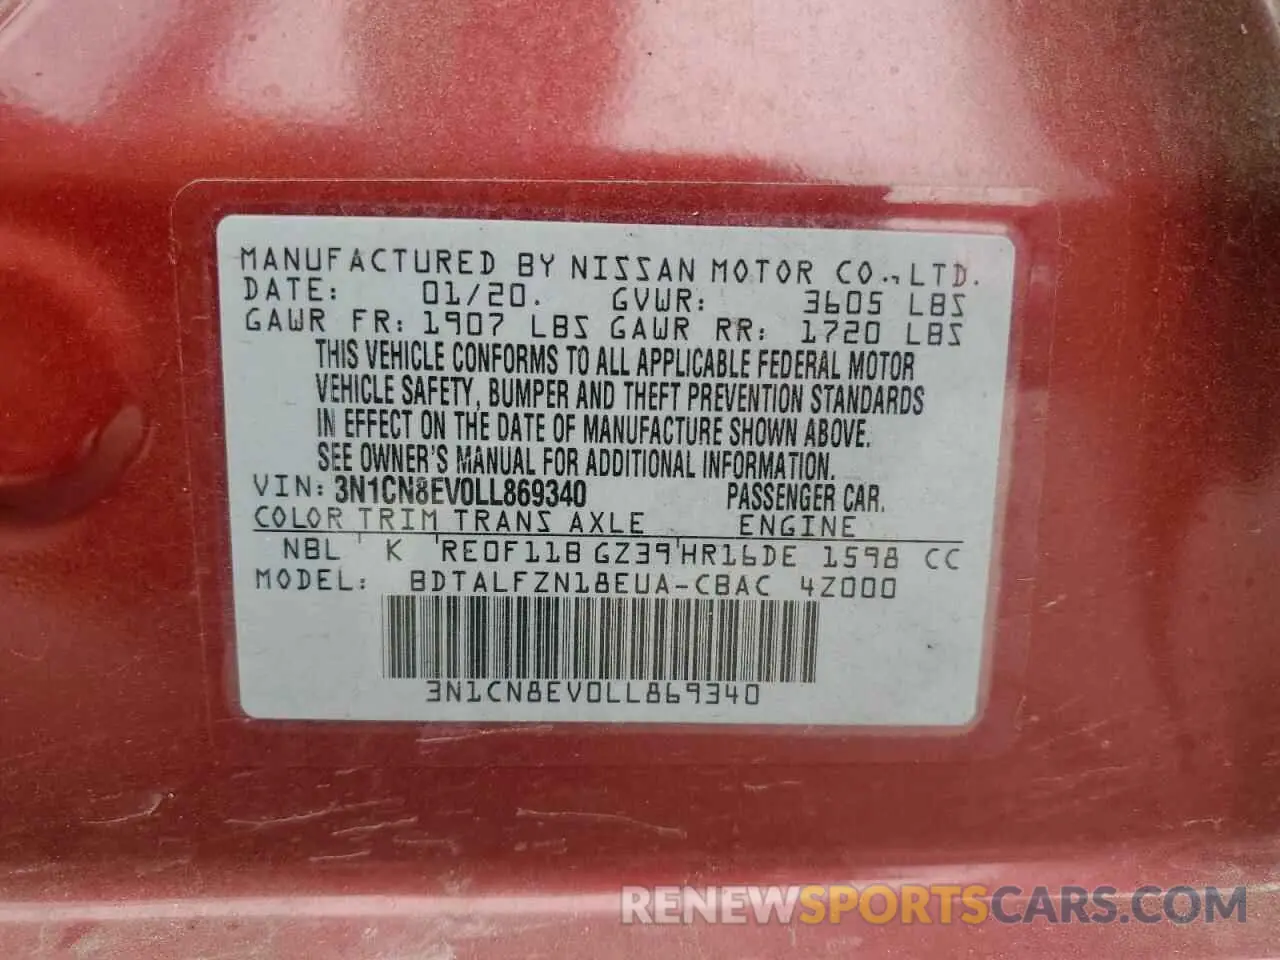 MANUFACTURED BY NISSAN MOTOR CO., LTD.
DATE: 01/20. GVWR: 3605 LBS
GAWR FR: 1907 LBS GAWR RR: 1720 LBS
THIS VEHICLE CONFORMS TO ALL APPLICABLE FEDERAL MOTOR
VEHICLE SAFETY, BUMPER AND THEFT PREVENTION STANDARDS
IN EFFECT ON THE DATE OF MANUFACTURE SHOWN ABOVE.
SEE OWNER'S MANUAL FOR ADDITIONAL INFORMATION.
VIN: 3N1CN8EV0LL869340 PASSENGER CAR.
COLOR TRIM TRANS AXLE ENGINE
NBL K RE0F11B GZ39 HR16DE 1598 CC
MODEL: BDTALFZN18EUA-CBAC 4Z000
3N1CN8EV0LL869340
RENEWSPORTSCARS.COM